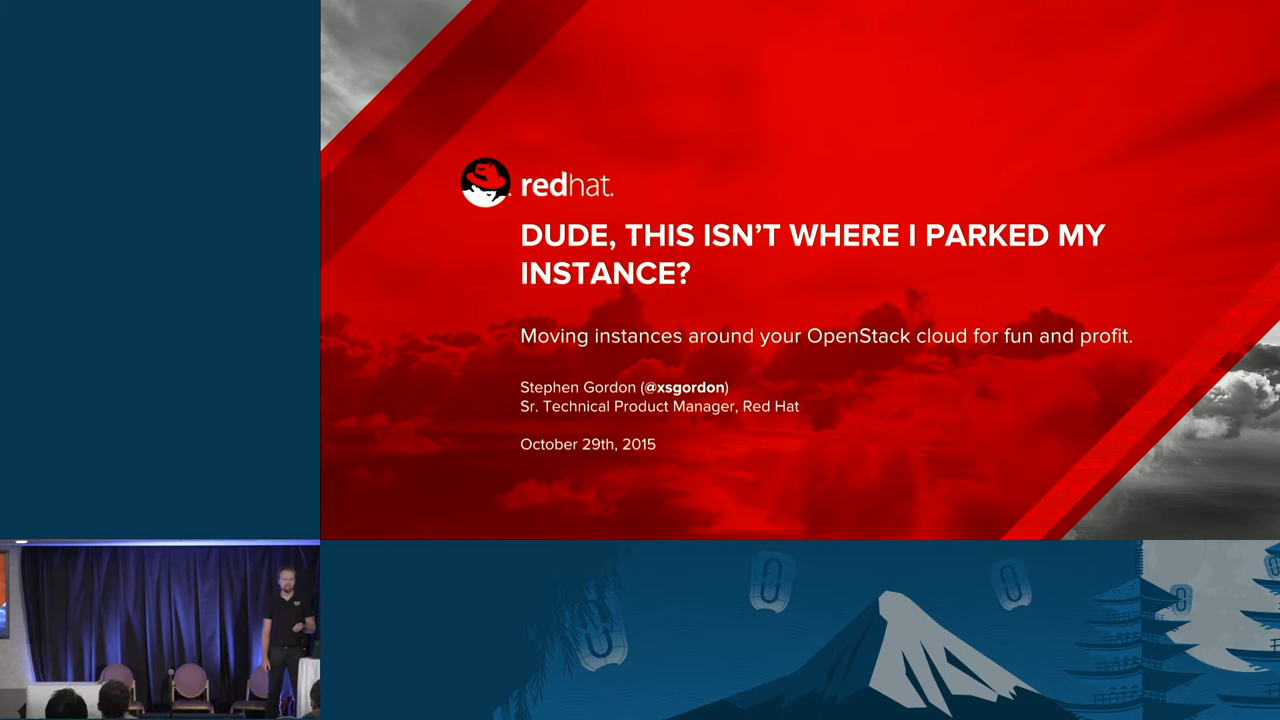 redhat.
DUDE, THIS ISN'T WHERE I PARKED MY
INSTANCE?
Moving instances around your OpenStack cloud for fun and profit.
Stephen Gordon (@xsgordon)
Sr. Technical Product Manager, Red Hat
October 29th, 2015